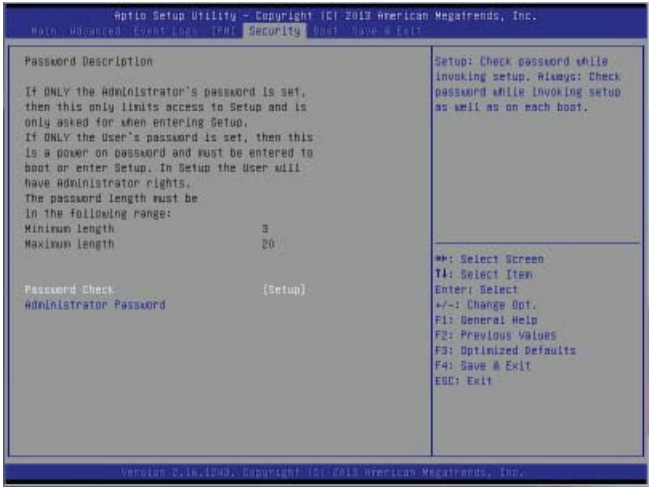 Aptio Setup Utility - Copyright (C) 2013 American Megatrends, Inc.
Main Advanced Event Logs IPMI Security Boot Save & Exit
Password Description
If ONLY the Administrator's password is set,
then this only limits access to Setup and is
only asked for when entering Setup.
If ONLY the User's password is set, then this
is a power on password and must be entered to
boot or enter Setup. In Setup the User will
have Administrator rights.
The password length must be
in the following range:
Minimum length 3
Maximum length 20
Password Check [Setup]
Administrator Password
Setup: Check password while
invoking setup. Always: Check
password while invoking setup
as well as on each boot.
: Select Screen
↑↓: Select Item
Enter: Select
+/-: Change Opt.
F1: General Help
F2: Previous Values
F3: Optimized Defaults
F4: Save & Exit
ESC: Exit
Version 2.16.1243. Copyright (C) 2013 American Megatrends, Inc.